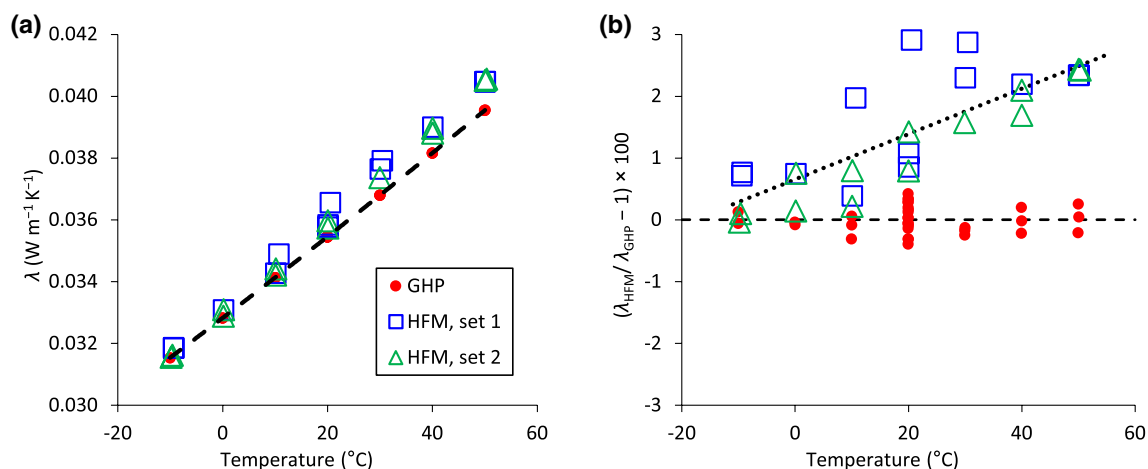 (a)
0.042
0.040
0.038
0.036
0.034
0.032
0.030
λ (W m⁻¹ K⁻¹)
GHP
HFM, set 1
HFM, set 2
-20
0
20
40
60
Temperature (°C)
(b)
3
2
1
0
-1
-2
-3
(λHFM/ λGHP − 1) × 100
-20
0
20
40
60
Temperature (°C)